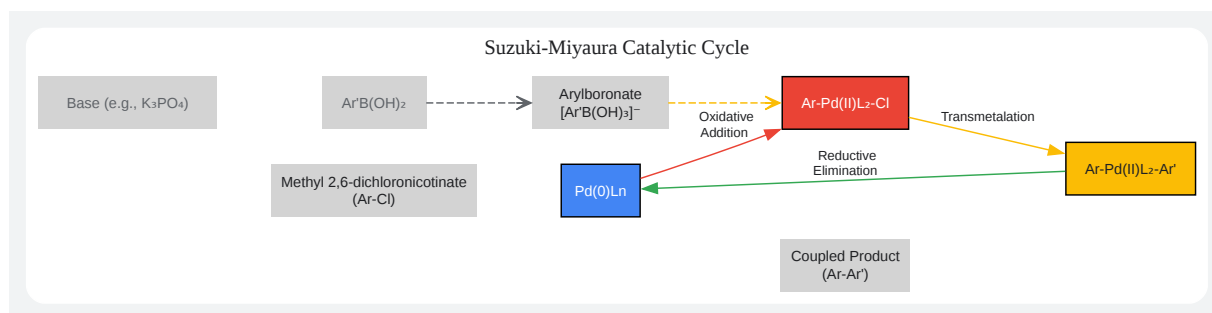 Suzuki-Miyaura Catalytic Cycle
Base (e.g., K₃PO₄)
Ar'B(OH)₂
Arylboronate
[Ar'B(OH)₃]⁻
Ar-Pd(II)L₂-Cl
Oxidative
Addition
Transmetalation
Reductive
Elimination
Ar-Pd(II)L₂-Ar'
Methyl 2,6-dichloronicotinate
(Ar-Cl)
Pd(0)Ln
Coupled Product
(Ar-Ar')